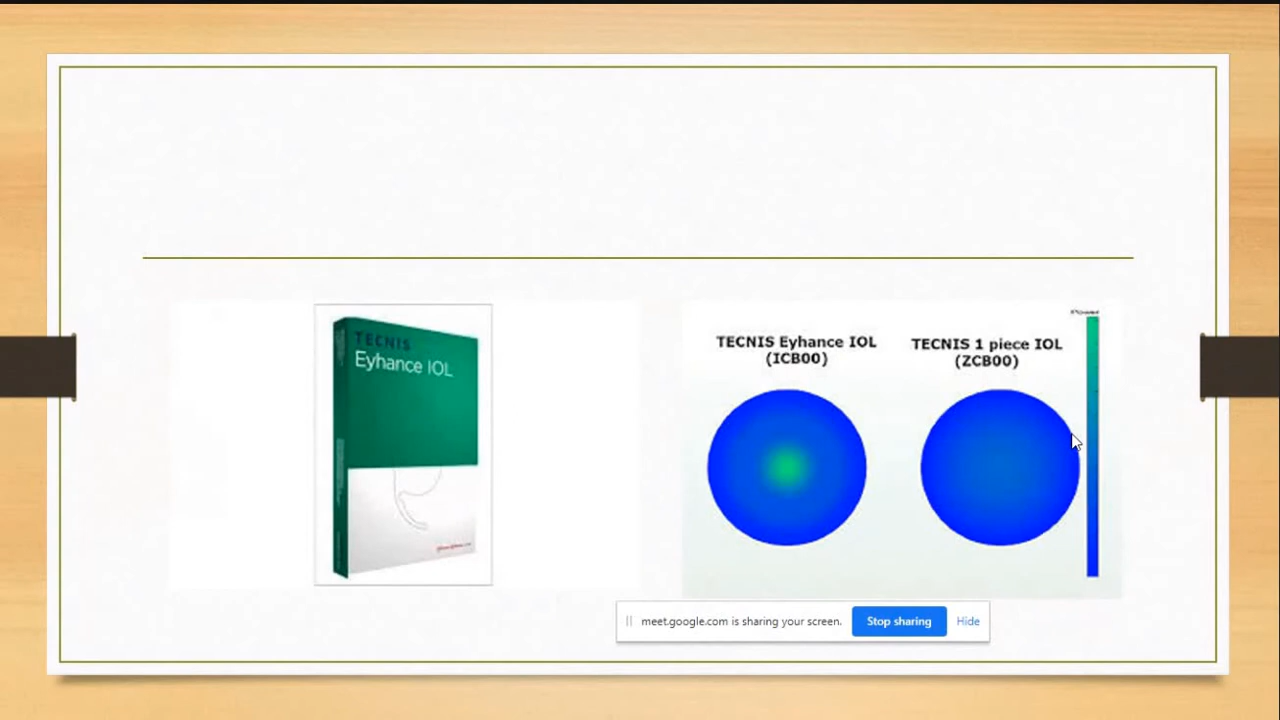 TECNIS
Eyhance IOL
TECNIS Eyhance IOL
(ICB00)
TECNIS 1 piece IOL
(ZCB00)
Power
meet.google.com is sharing your screen.
Stop sharing
Hide